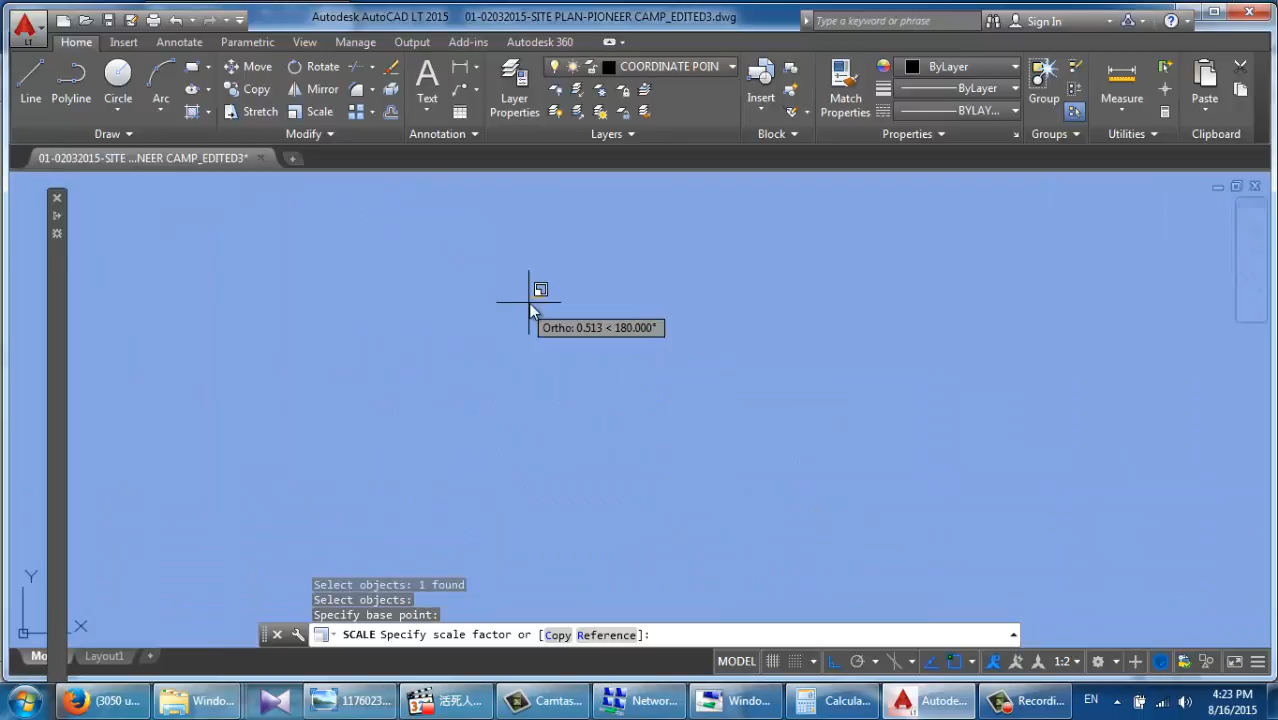 Autodesk AutoCAD LT 2015 01-02032015-SITE PLAN-PIONEER CAMP_EDITED3.dwg
Type a keyword or phrase
Sign In
LT
Home Insert Annotate Parametric View Manage Output Add-ins Autodesk 360
Line Polyline Circle Arc
Move Rotate
Copy Mirror
Stretch Scale
Text
Layer Properties
COORDINATE POIN
Insert
Match Properties
ByLayer
ByLayer
BYLAY...
Group
Measure
Paste
Draw Modify Annotation Layers Block Properties Groups Utilities Clipboard
01-02032015-SITE ...NEER CAMP_EDITED3*
Ortho: 0.513 < 180.000°
Y
X
Select objects: 1 found
Select objects:
Specify base point:
SCALE Specify scale factor or [Copy Reference]:
Mo Layout1
MODEL 1:2
(3050 u... Windo... 1176023... 活死人... Camtas... Networ... Windo... Calcula... Autode... Recordi...
EN
4:23 PM
8/16/2015